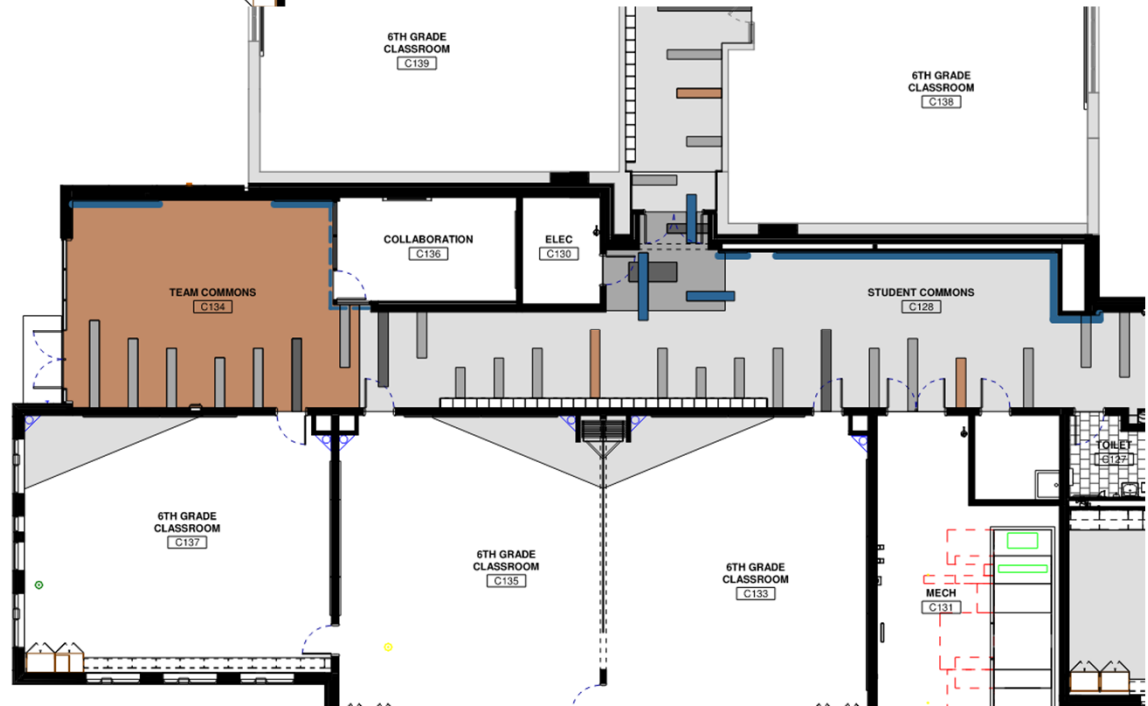 6TH GRADE
CLASSROOM
C139
6TH GRADE
CLASSROOM
C138
COLLABORATION
C136
ELEC
C130
TEAM COMMONS
C134
STUDENT COMMONS
C128
TOILET
C127
6TH GRADE
CLASSROOM
C137
6TH GRADE
CLASSROOM
C135
6TH GRADE
CLASSROOM
C133
MECH
C131